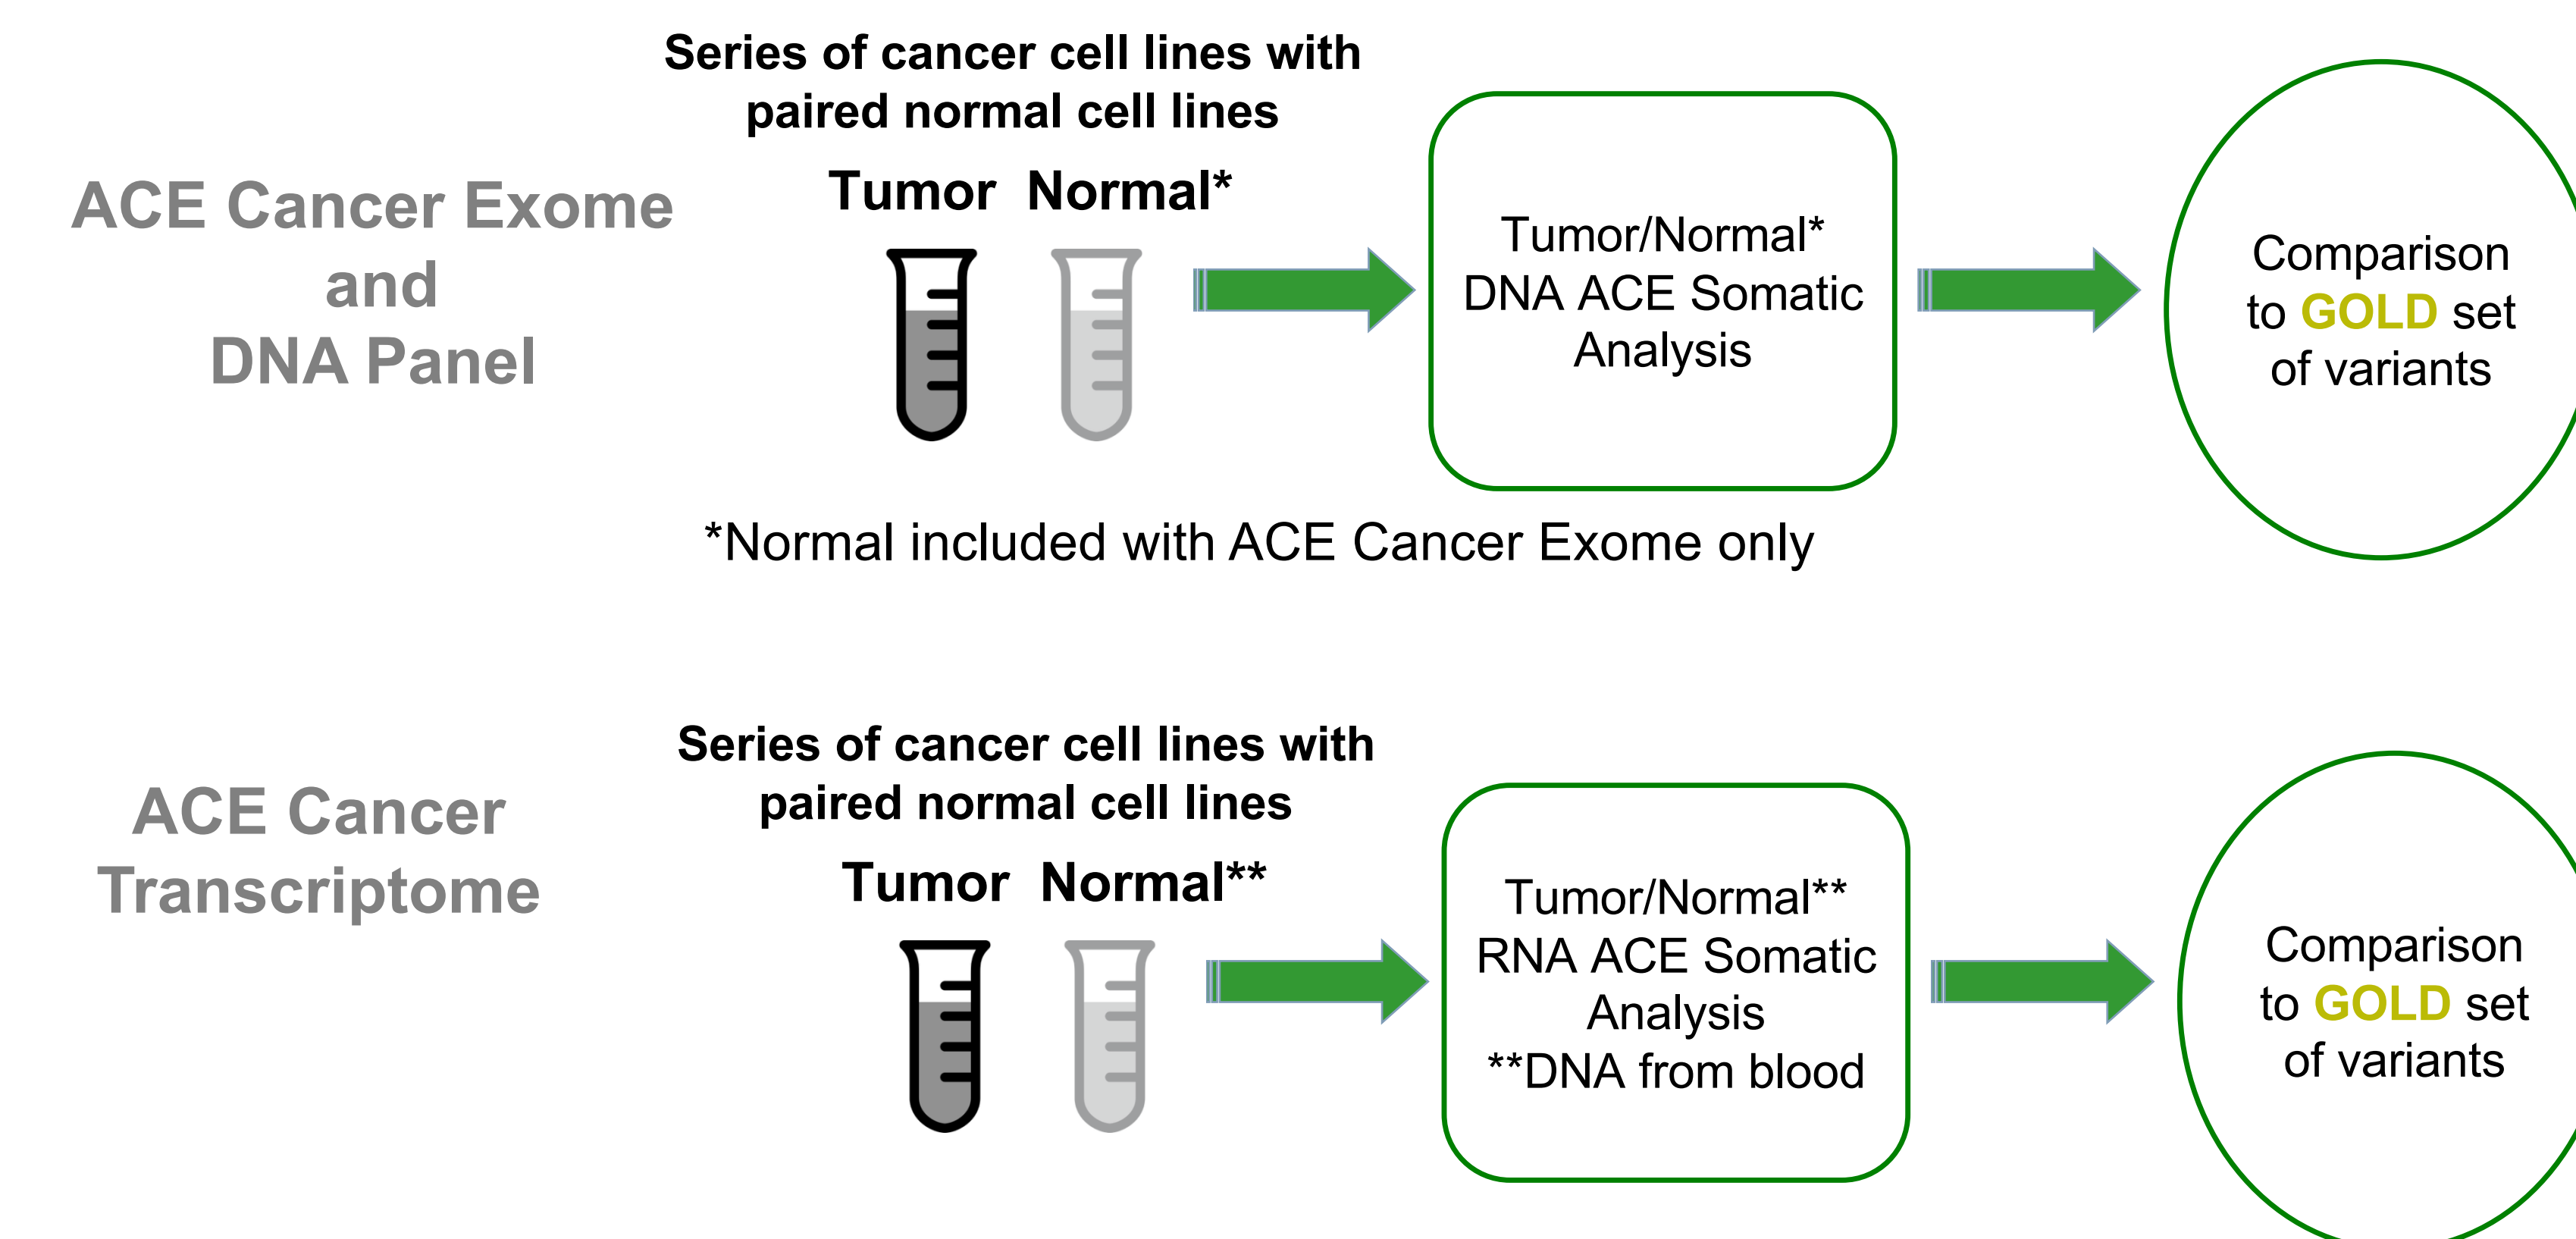 ACE Cancer Exome
and
DNA Panel
Series of cancer cell lines with
paired normal cell lines
Tumor Normal*
Tumor/Normal*
DNA ACE Somatic
Analysis
Comparison
to GOLD set
of variants
*Normal included with ACE Cancer Exome only
ACE Cancer
Transcriptome
Series of cancer cell lines with
paired normal cell lines
Tumor Normal**
Tumor/Normal**
RNA ACE Somatic
Analysis
**DNA from blood
Comparison
to GOLD set
of variants